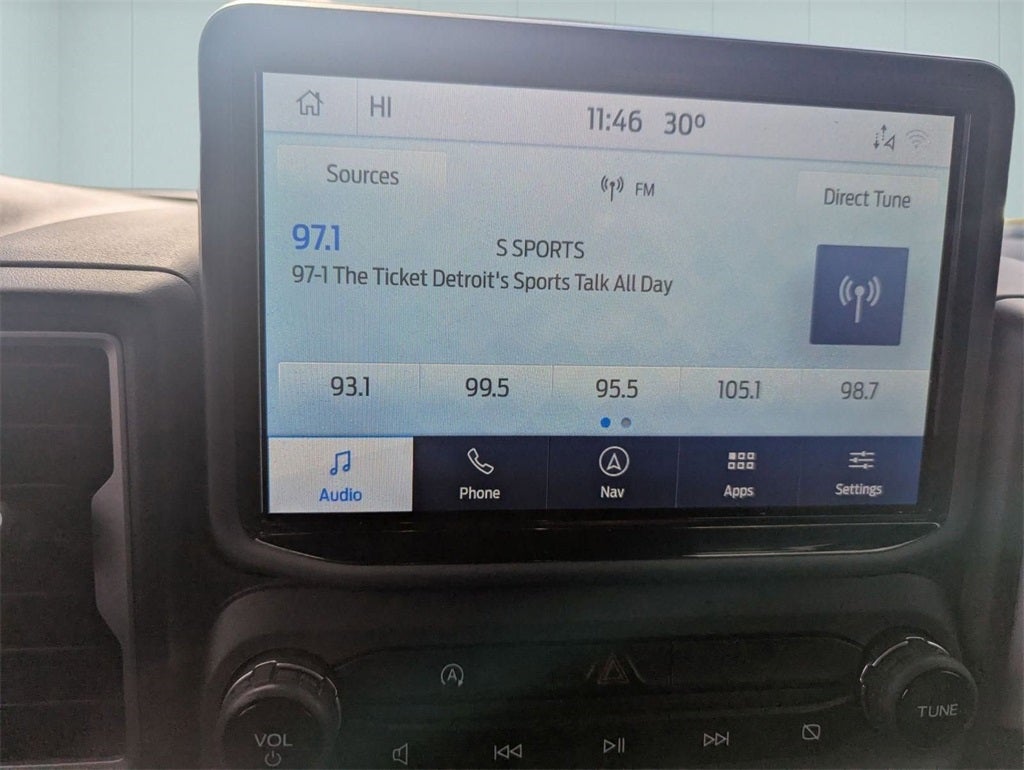 HI
11:46 30°
Sources
FM
Direct Tune
97.1
S SPORTS
97-1 The Ticket Detroit's Sports Talk All Day
93.1 99.5 95.5 105.1 98.7
Audio Phone Nav Apps Settings
A
VOL
TUNE